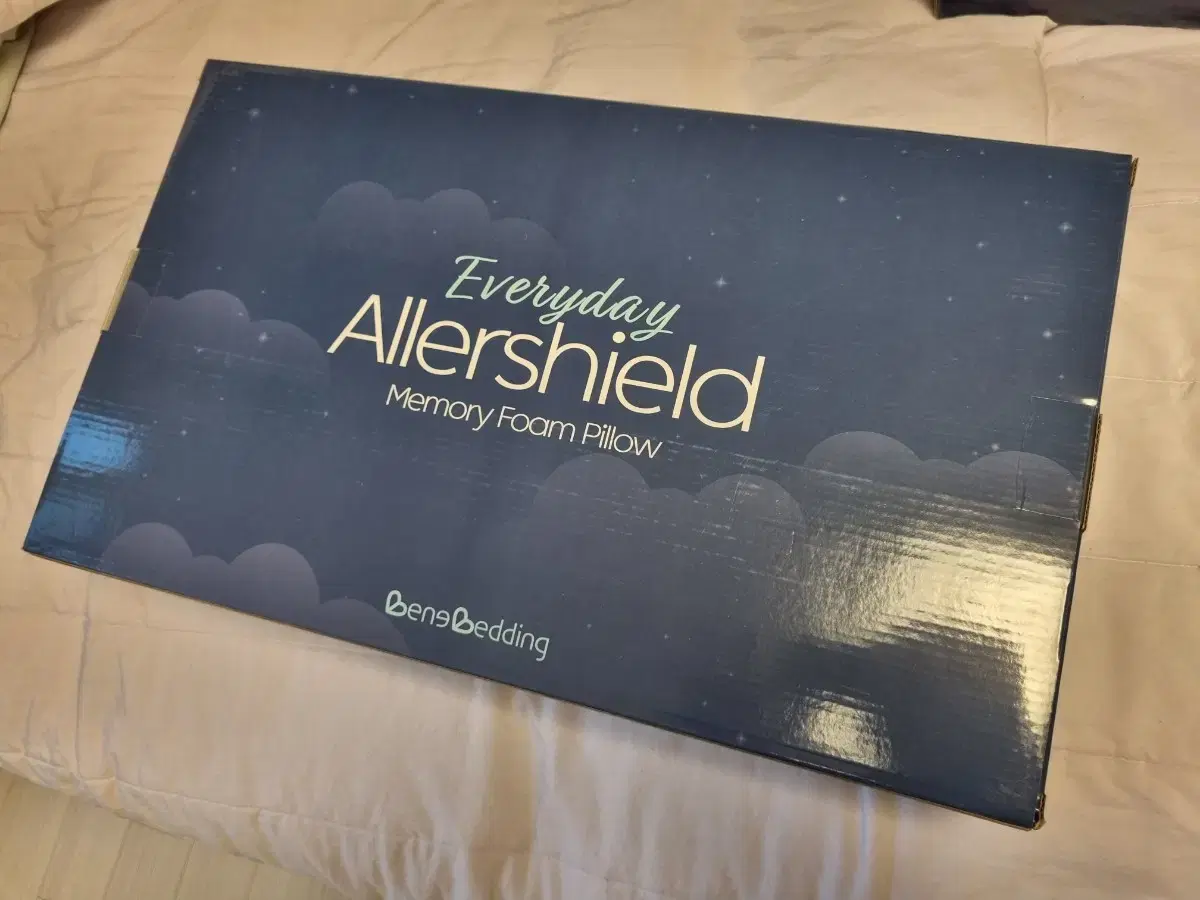 Everyday
Allershield
Memory Foam Pillow
BeneBedding